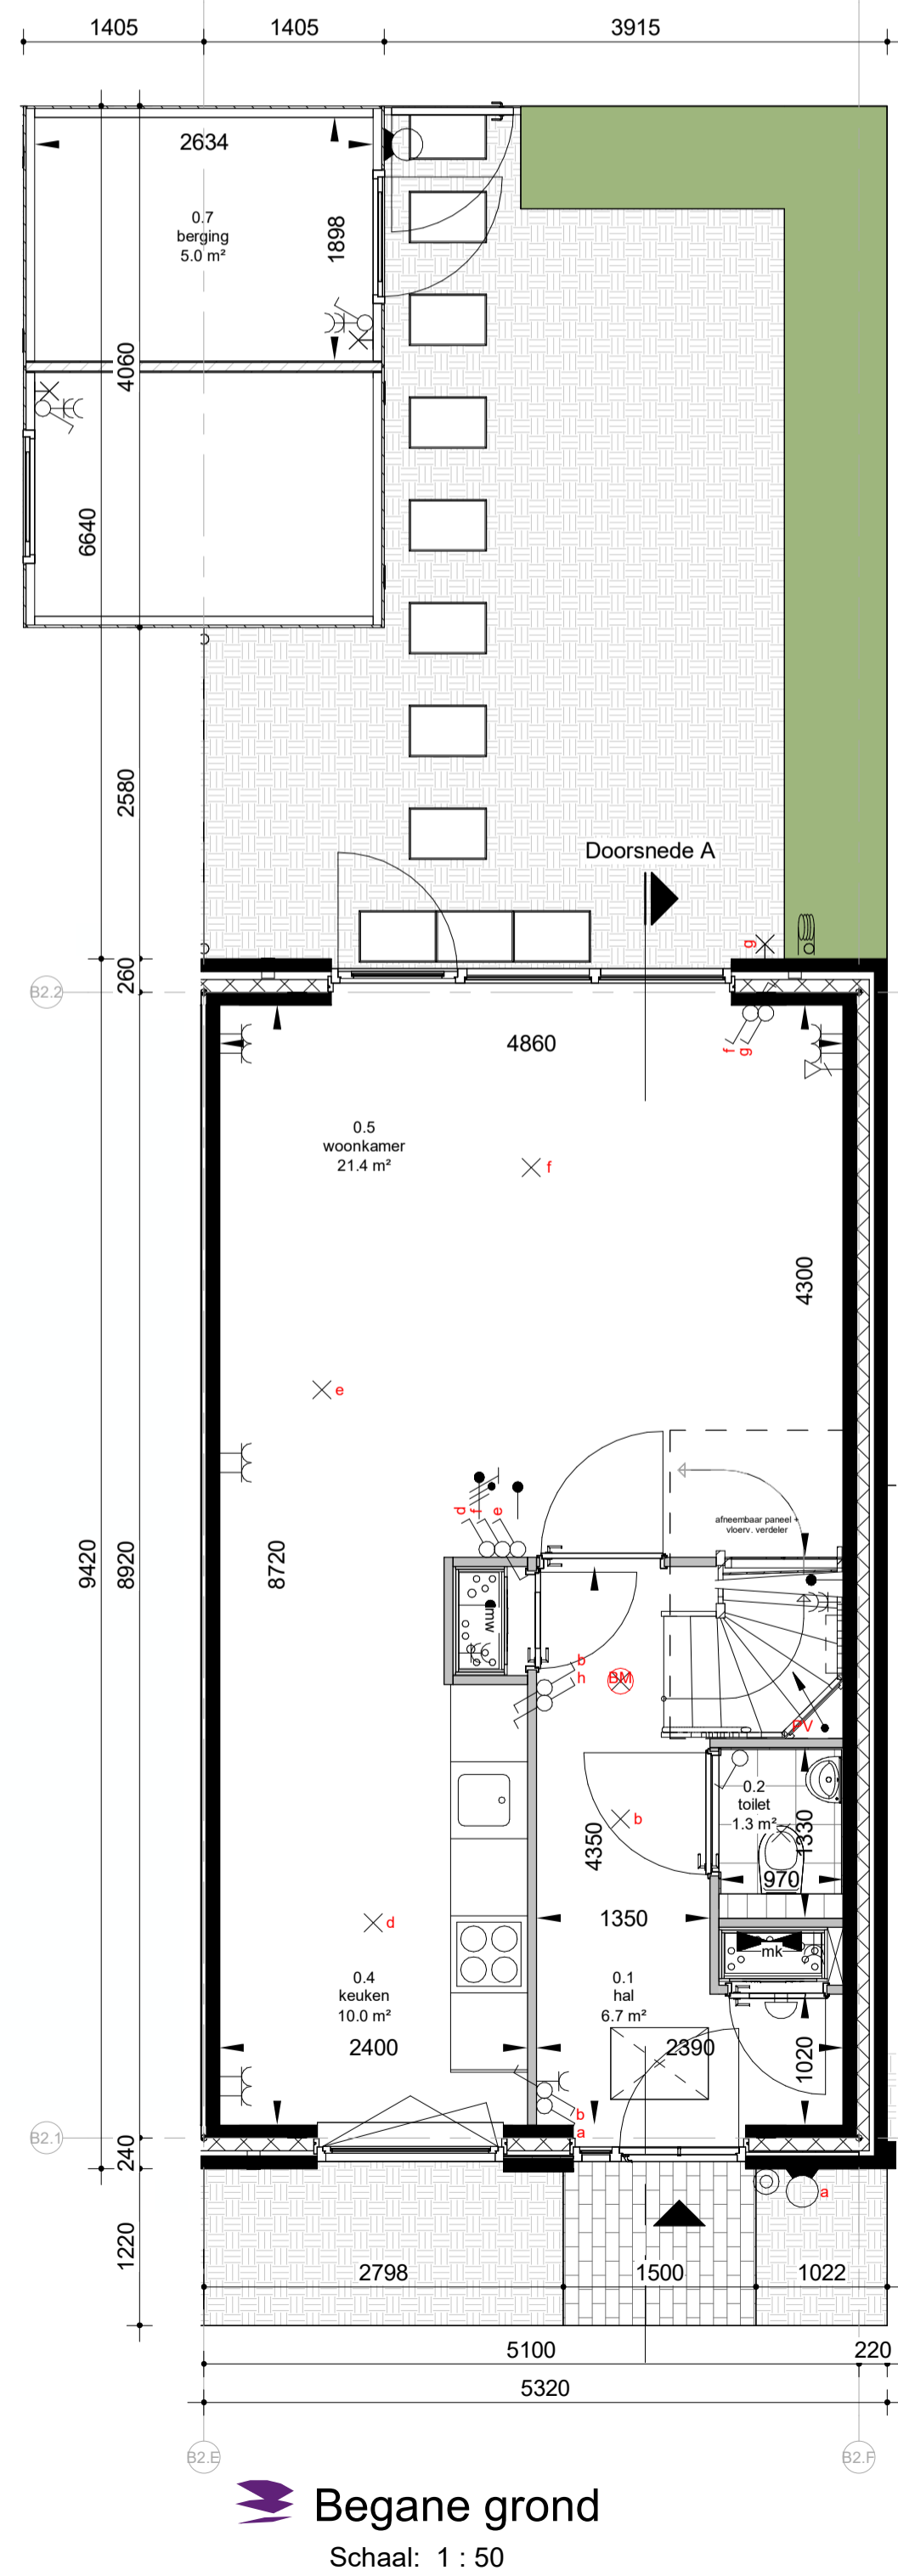 1405
1405
3915
2634
0.7
berging
5.0 m²
1898
4060
6640
2580
Doorsnede A
g
260
B2.2
4860
f
g
0.5
woonkamer
21.4 m²
f
4300
e
d
f
e
afneembaar paneel +
vloerv. verdeler
9420
8920
8720
mw
b
h
BM
PV
0.2
toilet
1.3 m²
1330
b
4350
970
1350
d
mk
0.4
keuken
10.0 m²
0.1
hal
6.7 m²
2400
2390
1020
b
a
B2.1
240
a
1220
2798
1500
1022
5100
220
5320
B2.E
B2.F
Begane grond
Schaal: 1 : 50